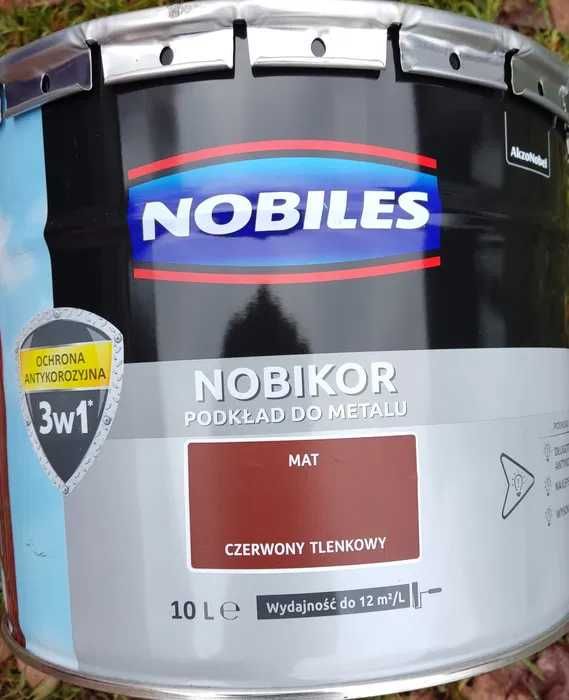 AkzoNobel
NOBILES
OCHRONA
ANTYKOROZYJNA
3w1*
NOBIKOR
PODKŁAD DO METALU
MAT
CZERWONY TLENKOWY
10 L℮
Wydajność do 12 m²/L